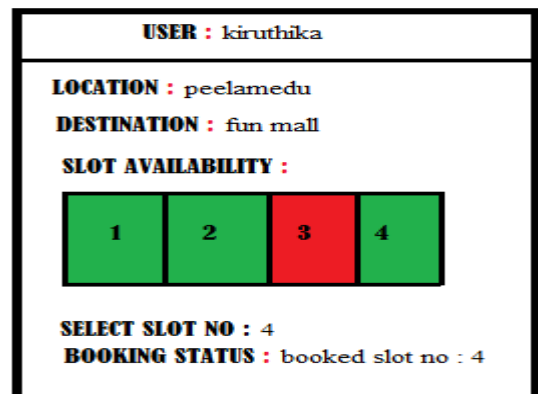 USER : kiruthika
LOCATION : peelamedu
DESTINATION : fun mall
SLOT AVAILABILITY :
1 2 3 4
SELECT SLOT NO : 4
BOOKING STATUS : booked slot no : 4